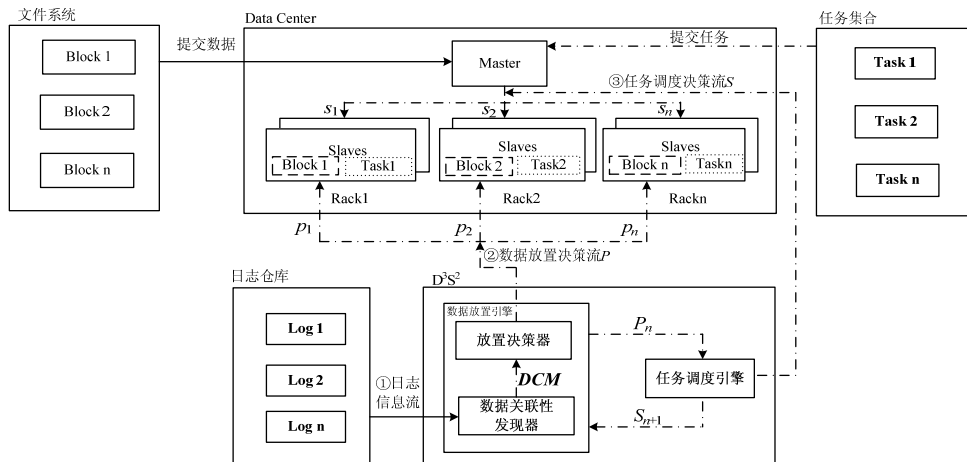 文件系统
Block 1
Block 2
Block n
提交数据
Data Center
Master
提交任务
③任务调度决策流S
s1
s2
sn
Slaves
Block 1
Task1
Rack1
Slaves
Block 2
Task2
Rack2
Slaves
Block n
Taskn
Rackn
任务集合
Task 1
Task 2
Task n
p1
p2
pn
②数据放置决策流P
日志仓库
Log 1
Log 2
Log n
①日志
信息流
D³S²
数据放置引擎
放置决策器
DCM
数据关联性
发现器
Pn
任务调度引擎
Sn+1